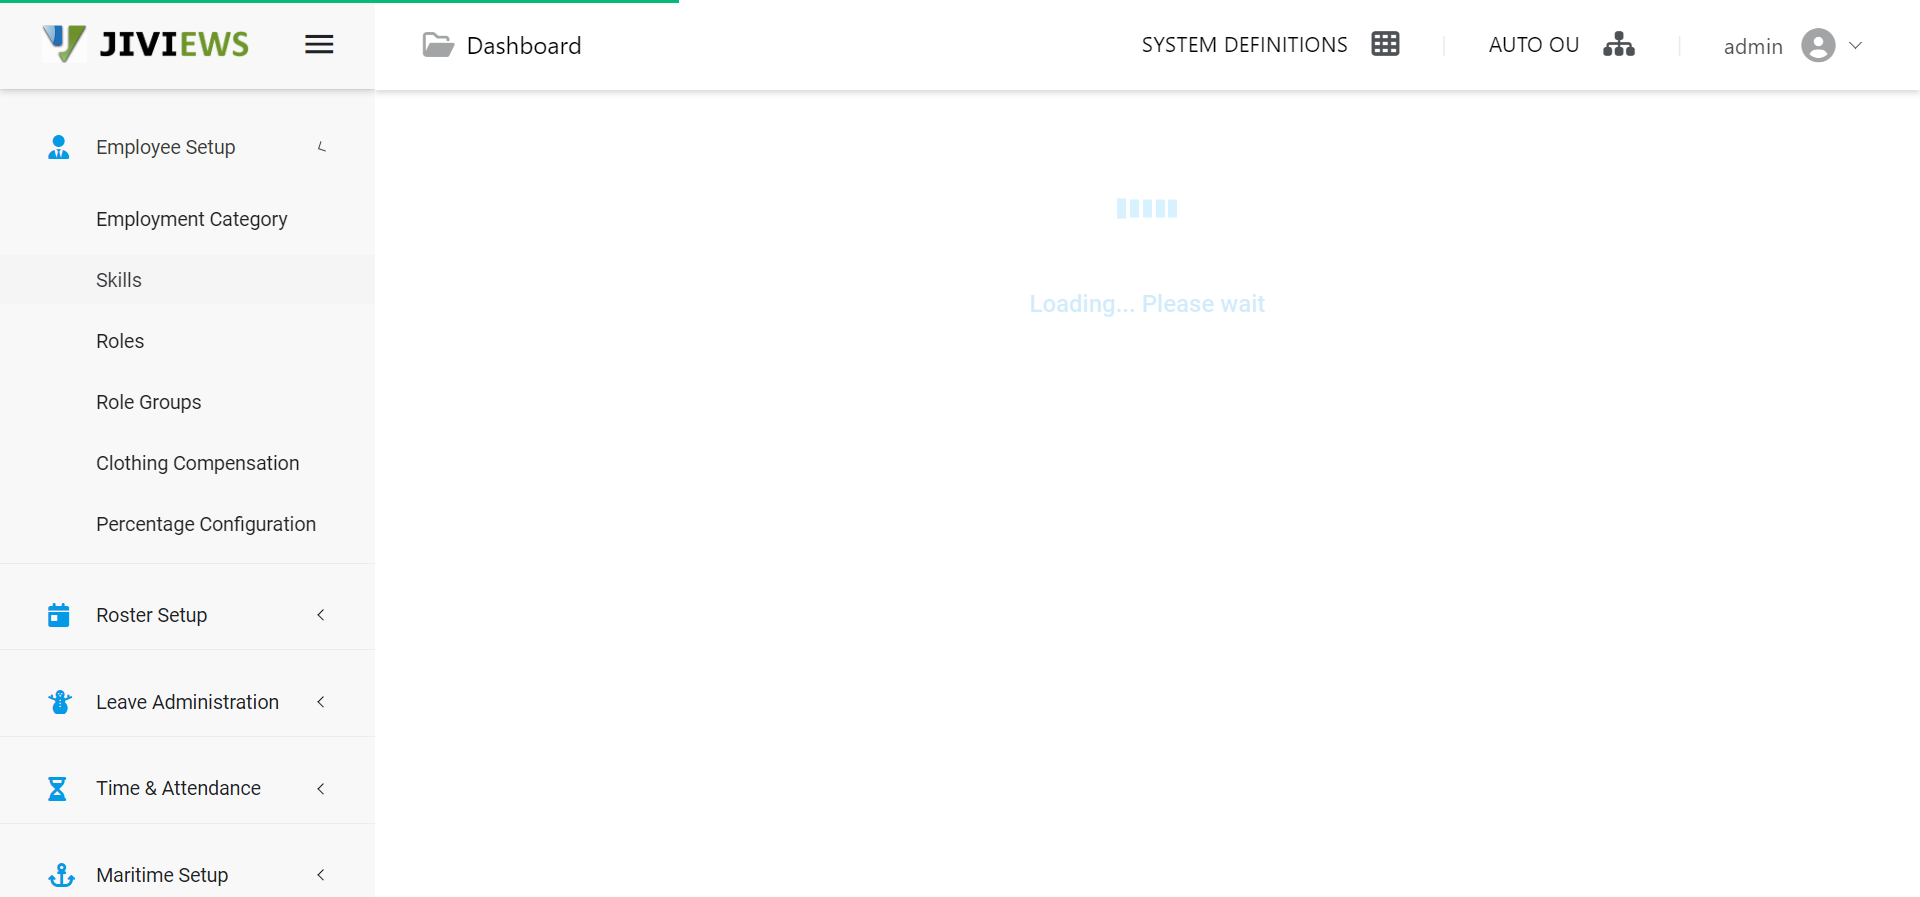 JIVIEWS
Dashboard
SYSTEM DEFINITIONS
AUTO OU
admin
Employee Setup
Employment Category
Skills
Roles
Role Groups
Clothing Compensation
Percentage Configuration
Roster Setup
Leave Administration
Time & Attendance
Maritime Setup
Loading... Please wait